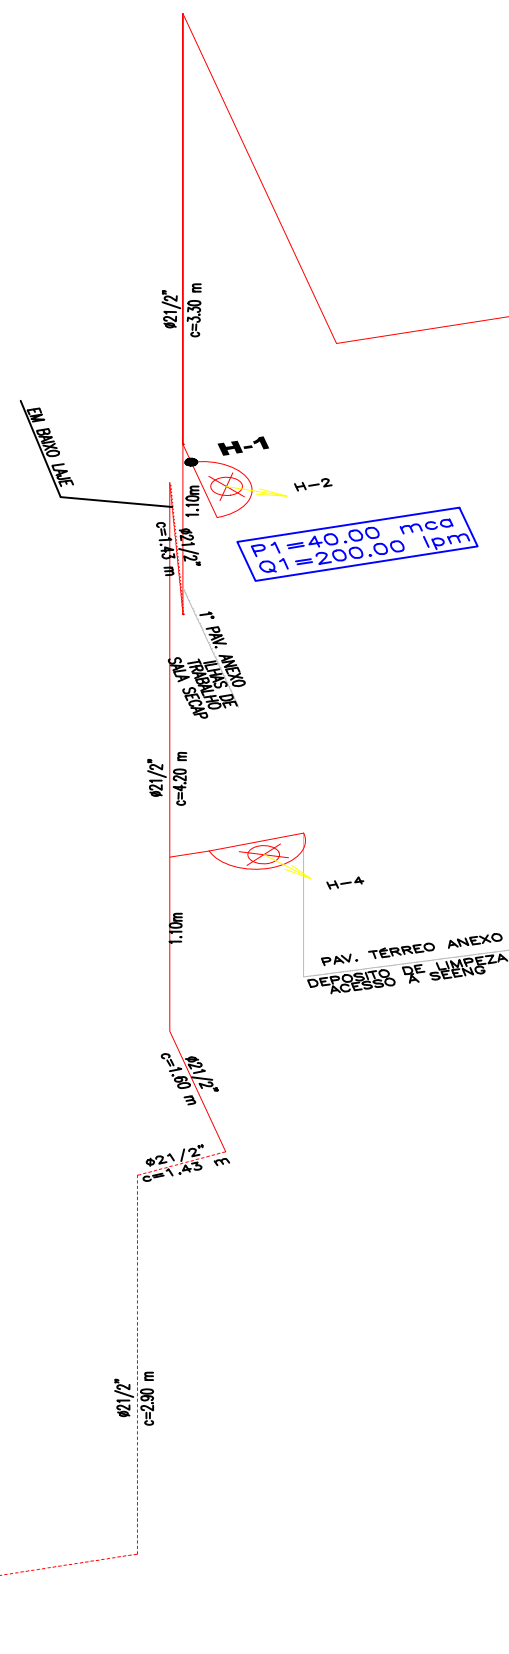 ø21/2"
c=3.30 m
EM BAIXO LAJE
H-1
H-2
1.10m
ø21/2"
c=1.43 m
P1=40.00 mca
Q1=200.00 lpm
1° PAV. ANEXO
ILHAS DE
TRABALHO
SALA SECAP
ø21/2"
c=4.20 m
H-4
1.10m
PAV. TÉRREO ANEXO
DEPOSITO DE LIMPEZA
ACESSO A SEENG
ø21/2"
c=1.60 m
ø21/2"
c=1.43 m
ø21/2"
c=2.90 m